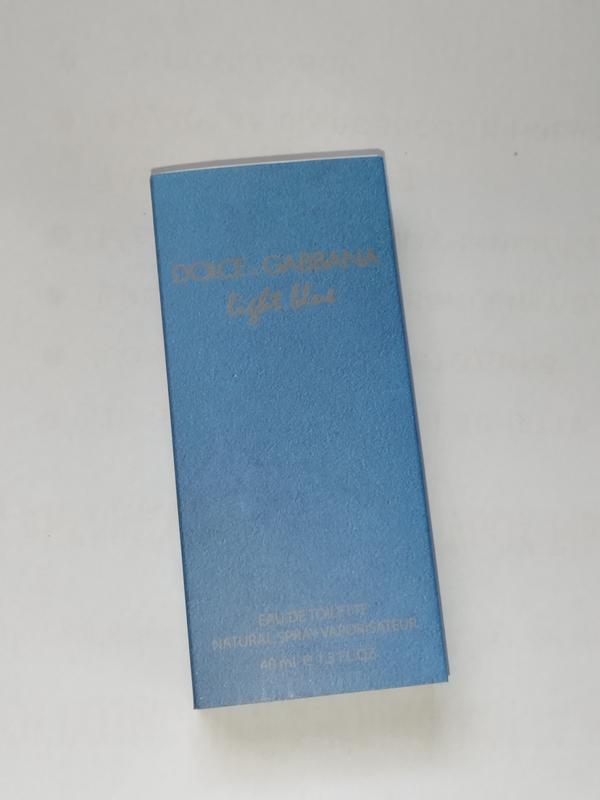 DOLCE & GABBANA
light blue
EAU DE TOILETTE
NATURAL SPRAY VAPORISATEUR
40 ml ℮ 1.3 FL.OZ.